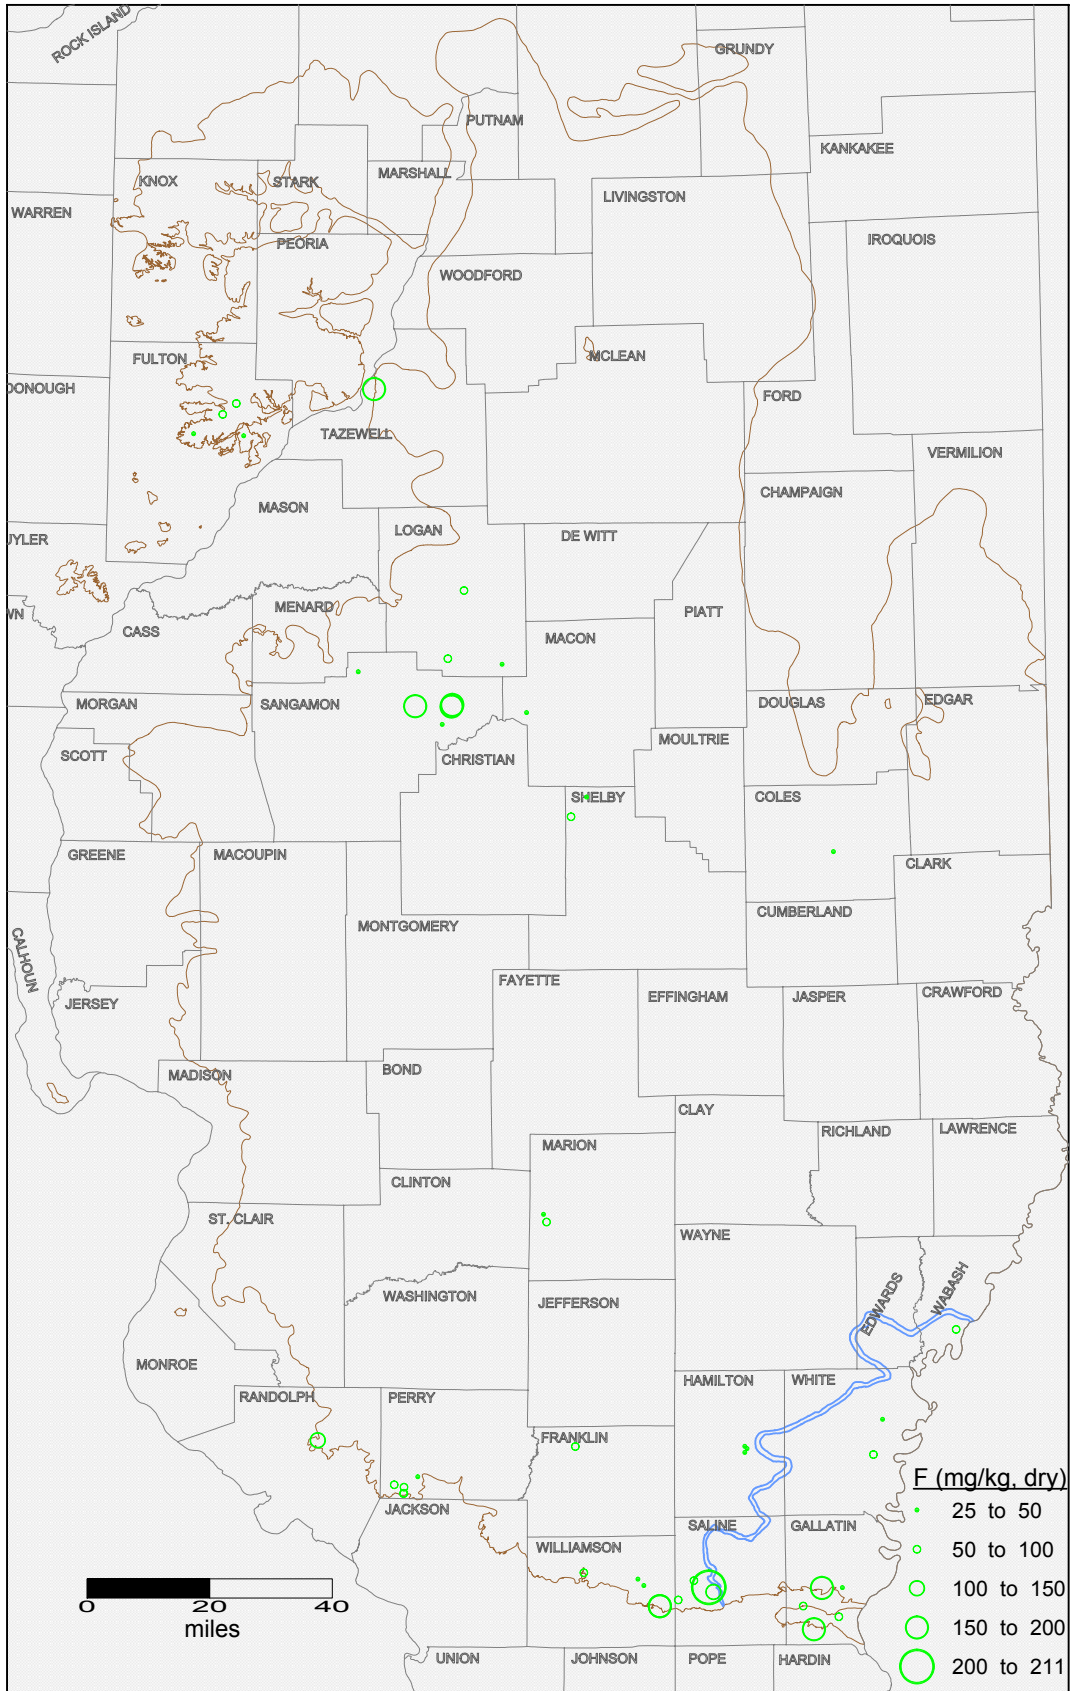 ROCK ISLAND
GRUNDY
PUTNAM
KANKAKEE
KNOX
STARK
MARSHALL
LIVINGSTON
WARREN
IROQUOIS
PEORIA
WOODFORD
FULTON
MCLEAN
DONOUGH
FORD
TAZEWELL
VERMILION
CHAMPAIGN
MASON
LOGAN
DE WITT
UYLER
MENARD
PIATT
WN
CASS
MACON
MORGAN
SANGAMON
DOUGLAS
EDGAR
MOULTRIE
SCOTT
CHRISTIAN
SHELBY
COLES
GREENE
MACOUPIN
CLARK
CUMBERLAND
MONTGOMERY
CALHOUN
FAYETTE
EFFINGHAM
JASPER
CRAWFORD
JERSEY
BOND
MADISON
CLAY
RICHLAND
LAWRENCE
MARION
CLINTON
ST. CLAIR
WAYNE
EDWARDS
WABASH
WASHINGTON
JEFFERSON
MONROE
HAMILTON
WHITE
RANDOLPH
PERRY
FRANKLIN
F (mg/kg, dry)
25 to 50
JACKSON
SALINE
GALLATIN
WILLIAMSON
50 to 100
100 to 150
0 20 40
miles
150 to 200
UNION
JOHNSON
POPE
HARDIN
200 to 211